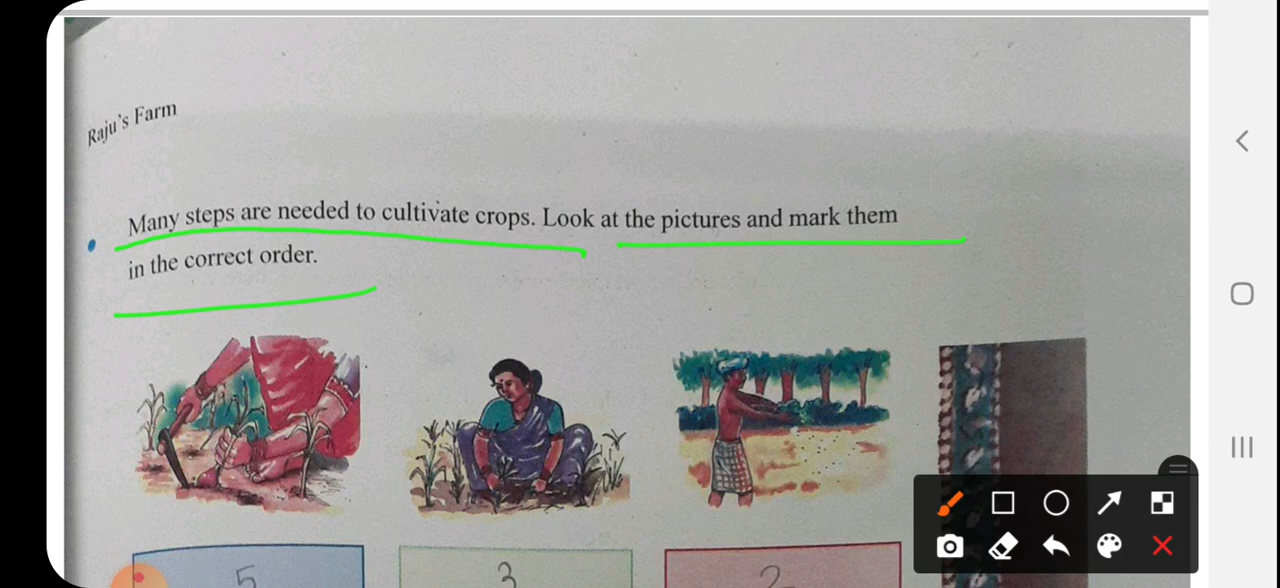 Raju's Farm
Many steps are needed to cultivate crops. Look at the pictures and mark them
in the correct order.
5
3
2